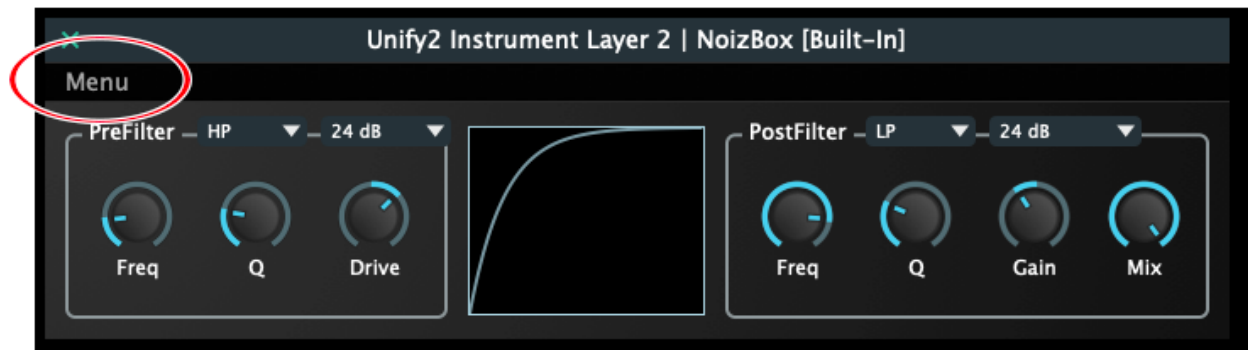 Unify2 Instrument Layer 2 | NoizBox [Built-In]
Menu
PreFilter HP 24 dB
Freq Q Drive
PostFilter LP 24 dB
Freq Q Gain Mix